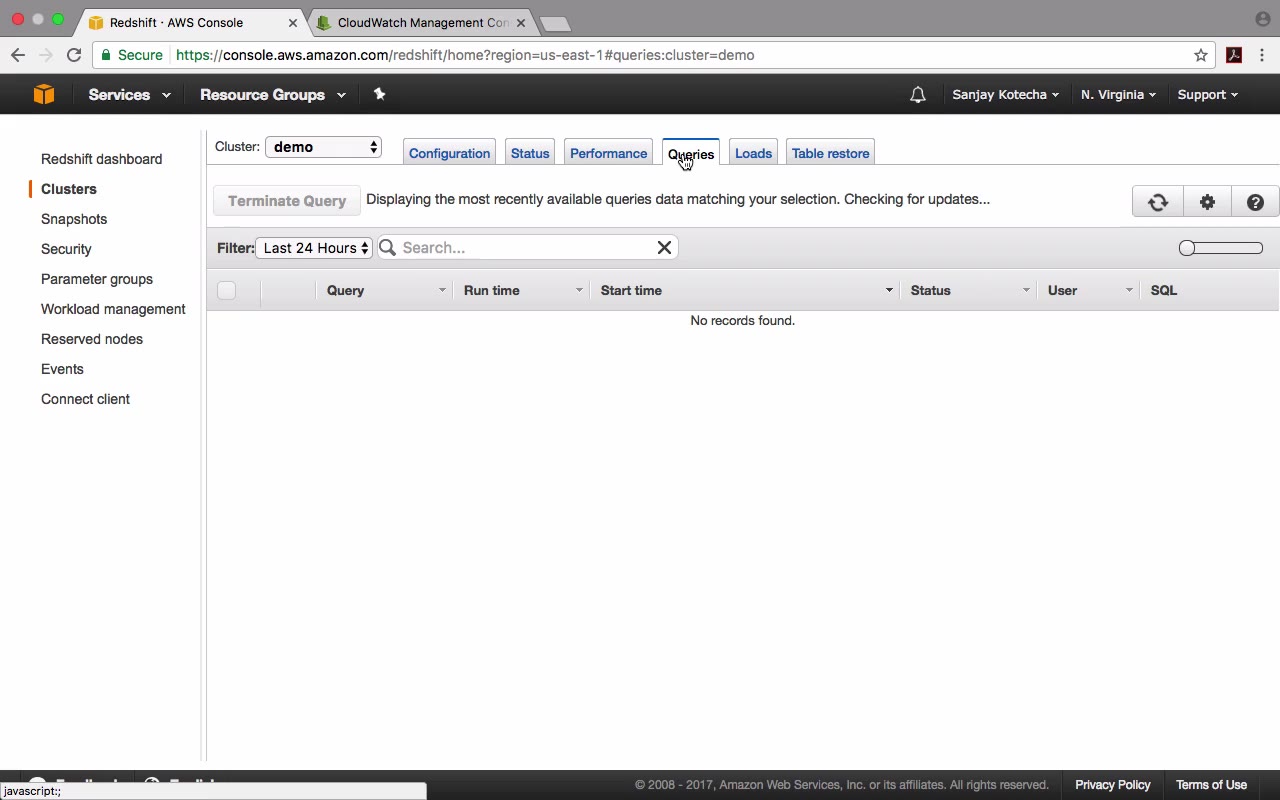 Redshift · AWS Console
CloudWatch Management Con
Secure https://console.aws.amazon.com/redshift/home?region=us-east-1#queries:cluster=demo
Services Resource Groups Sanjay Kotecha N. Virginia Support
Redshift dashboard
Clusters
Snapshots
Security
Parameter groups
Workload management
Reserved nodes
Events
Connect client
Cluster: demo Configuration Status Performance Queries Loads Table restore
Terminate Query Displaying the most recently available queries data matching your selection. Checking for updates...
Filter: Last 24 Hours Search...
Query Run time Start time Status User SQL
No records found.
© 2008 - 2017, Amazon Web Services, Inc. or its affiliates. All rights reserved. Privacy Policy Terms of Use
javascript:;